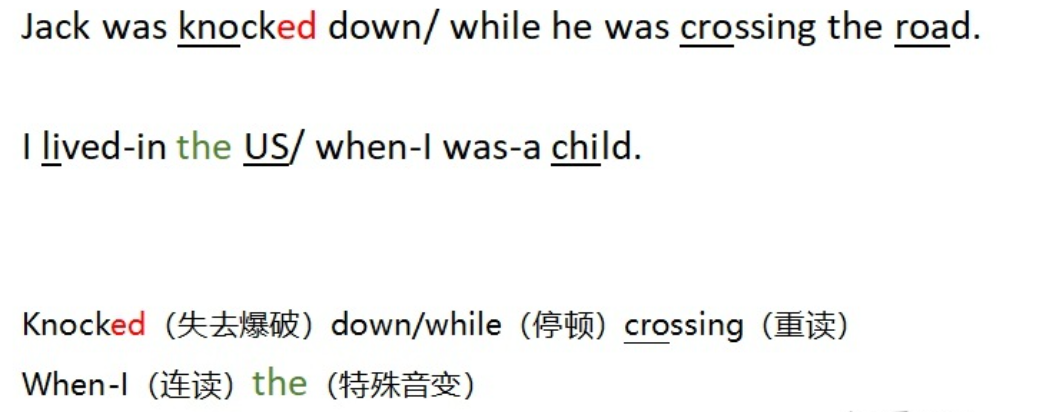 Jack was knocked down/ while he was crossing the road.
I lived-in the US/ when-I was-a child.
Knocked（失去爆破）down/while（停顿）crossing（重读）
When-I（连读）the（特殊音变）